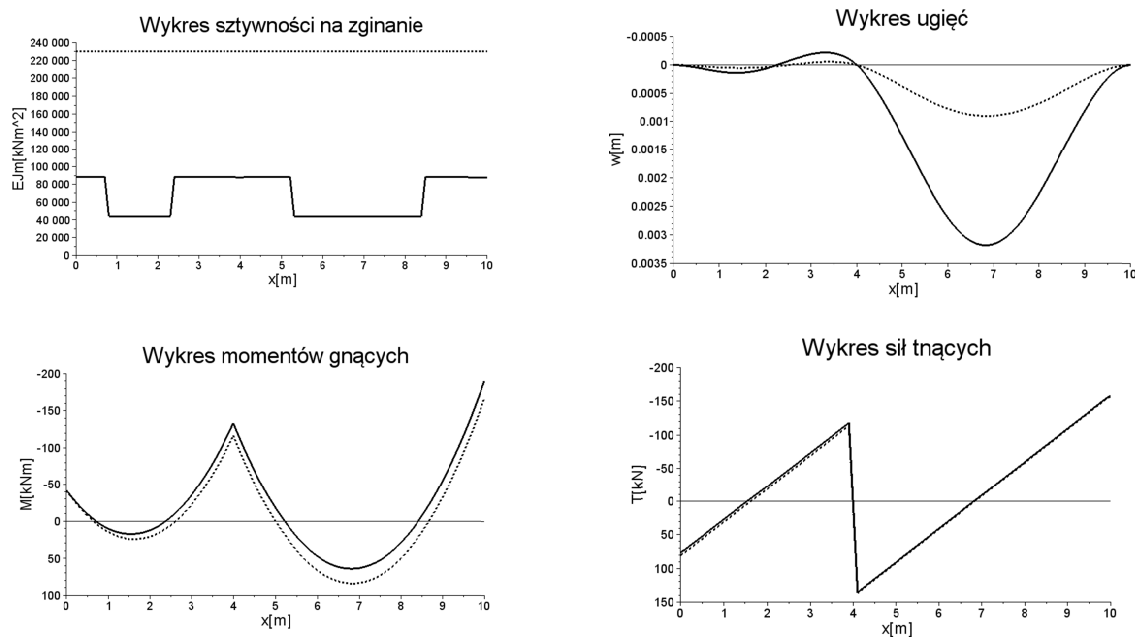 Wykres sztywności na zginanie
240 000
220 000
200 000
180 000
160 000
140 000
120 000
100 000
80 000
60 000
40 000
20 000
0
EJm[kNm^2]
0 1 2 3 4 5 6 7 8 9 10
x[m]
Wykres ugięć
-0.0005
0
0.0005
0.001
0.0015
0.002
0.0025
0.003
0.0035
w[m]
0 1 2 3 4 5 6 7 8 9 10
x[m]
Wykres momentów gnących
-200
-150
-100
-50
0
50
100
M[kNm]
0 1 2 3 4 5 6 7 8 9 10
x[m]
Wykres sił tnących
-200
-150
-100
-50
0
50
100
150
T[kN]
0 1 2 3 4 5 6 7 8 9 10
x[m]